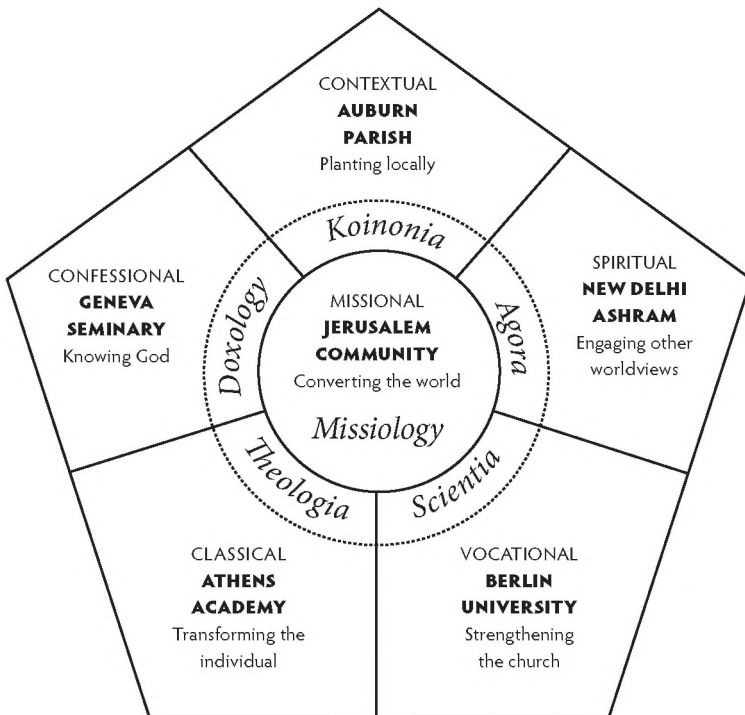 CONTEXTUAL
AUBURN
PARISH
Planting locally
Koinonia
CONFESSIONAL
GENEVA
SEMINARY
Knowing God
Doxology
MISSIONAL
JERUSALEM
COMMUNITY
Converting the world
Missiology
Agora
SPIRITUAL
NEW DELHI
ASHRAM
Engaging other
worldviews
Theologia
Scientia
CLASSICAL
ATHENS
ACADEMY
Transforming the
individual
VOCATIONAL
BERLIN
UNIVERSITY
Strengthening
the church